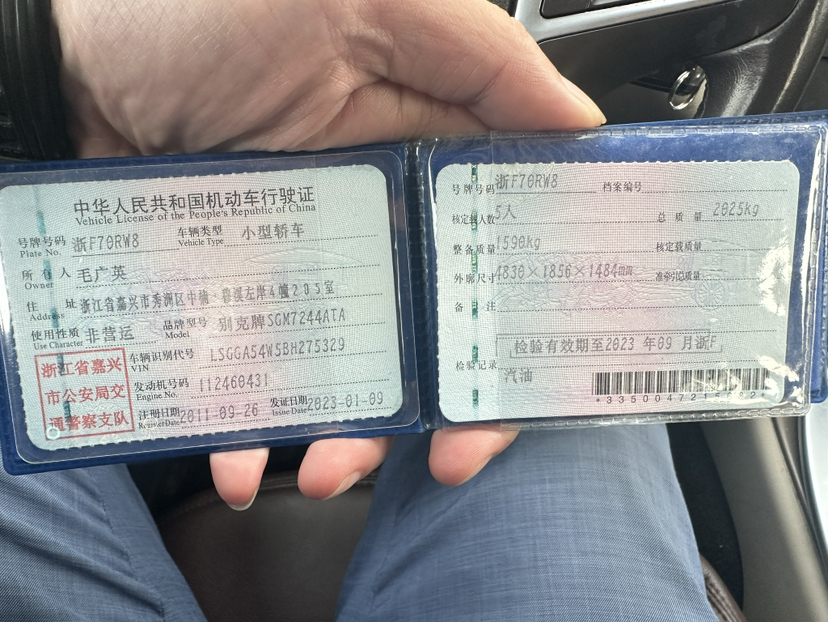 中华人民共和国机动车行驶证
Vehicle License of the People's Republic of China
号牌号码 浙F70RW8 车辆类型 小型轿车
Plate No. Vehicle Type
所有人 毛广英
Owner
住址 浙江省嘉兴市秀洲区中 左岸4幢205室
Address
使用性质 非营运 品牌型号 别克牌SGM7244ATA
Use Character Model
浙江省嘉兴
市公安局交
通警察支队
车辆识别代号 LSGGA54W5BH275329
VIN
发动机号码 112460431
Engine No.
注册日期 2011-09-26 发证日期 2023-01-09
Register Date Issue Date
号牌号码 浙F70RW8 档案编号
核定载人数 5人 总质量 2025kg
整备质量 1590kg 核定载质量
外廓尺寸 4830×1856×1484mm 准牵引总质量
备注
检验有效期至2023 年09 月浙F
检验记录
汽油